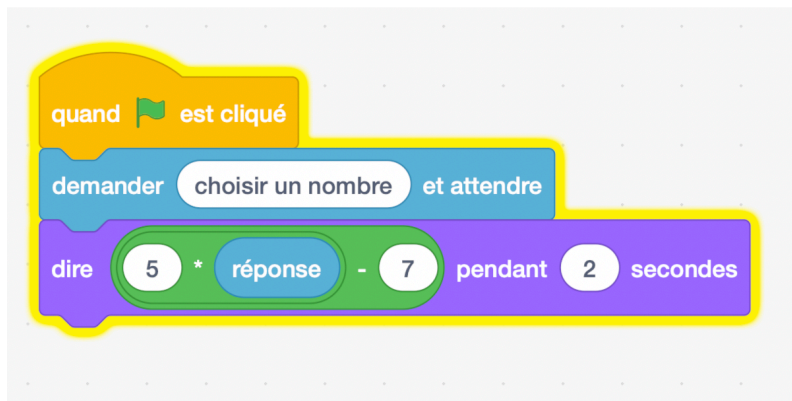 quand est cliqué
demander choisir un nombre et attendre
dire 5 * réponse - 7 pendant 2 secondes